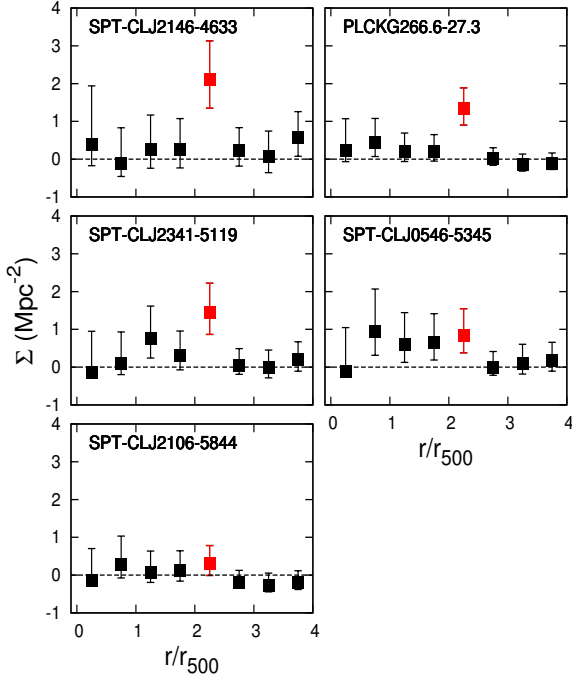 SPT-CLJ2146-4633
PLCKG266.6-27.3
4
3
2
1
0
-1
SPT-CLJ2341-5119
SPT-CLJ0546-5345
4
3
2
1
0
-1
Σ (Mpc⁻²)
0 1 2 3 4
r/r₅₀₀
SPT-CLJ2106-5844
4
3
2
1
0
-1
0 1 2 3 4
r/r₅₀₀